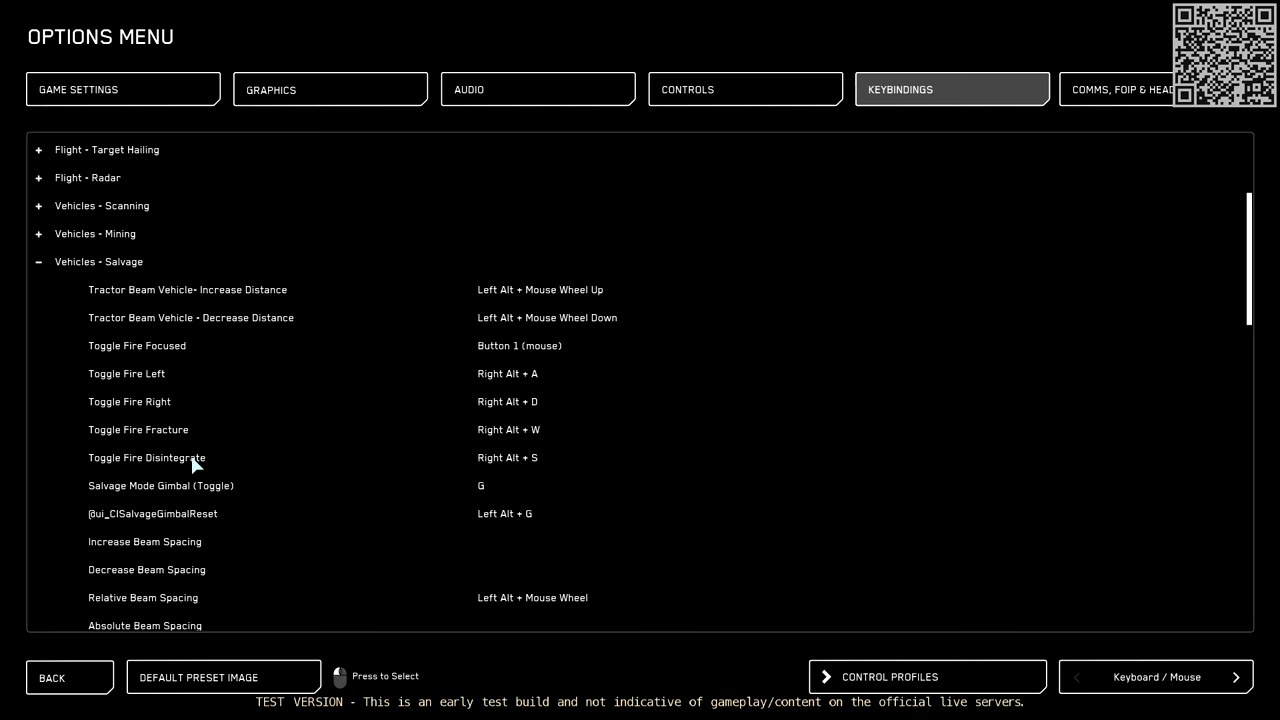 OPTIONS MENU
GAME SETTINGS
GRAPHICS
AUDIO
CONTROLS
KEYBINDINGS
COMMS, FOIP & HEAD
+ Flight - Target Hailing
+ Flight - Radar
+ Vehicles - Scanning
+ Vehicles - Mining
- Vehicles - Salvage
Tractor Beam Vehicle- Increase Distance Left Alt + Mouse Wheel Up
Tractor Beam Vehicle - Decrease Distance Left Alt + Mouse Wheel Down
Toggle Fire Focused Button 1 (mouse)
Toggle Fire Left Right Alt + A
Toggle Fire Right Right Alt + D
Toggle Fire Fracture Right Alt + W
Toggle Fire Disintegrate Right Alt + S
Salvage Mode Gimbal (Toggle) G
@ui_CISalvageGimbalReset Left Alt + G
Increase Beam Spacing
Decrease Beam Spacing
Relative Beam Spacing Left Alt + Mouse Wheel
Absolute Beam Spacing
BACK
DEFAULT PRESET IMAGE
Press to Select
CONTROL PROFILES
Keyboard / Mouse
TEST VERSION - This is an early test build and not indicative of gameplay/content on the official live servers.